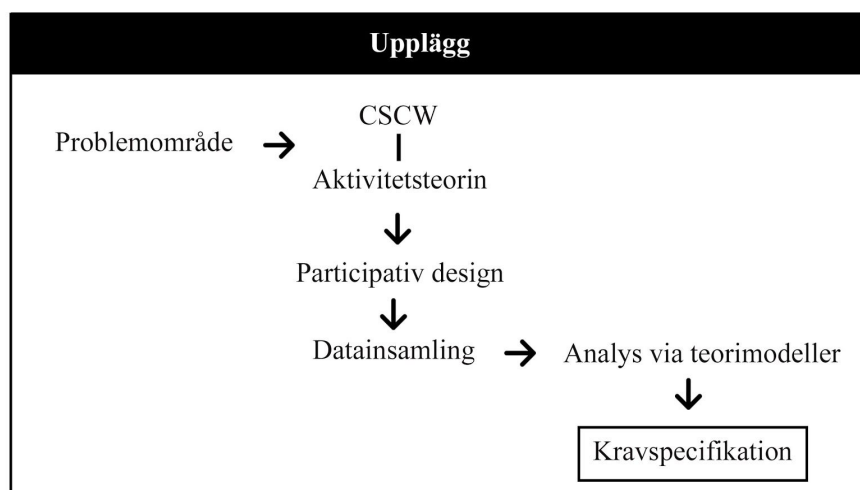 Upplägg
CSCW
Problemområde
Aktivitetsteorin
Participativ design
Datainsamling
Analys via teorimodeller
Kravspecifikation